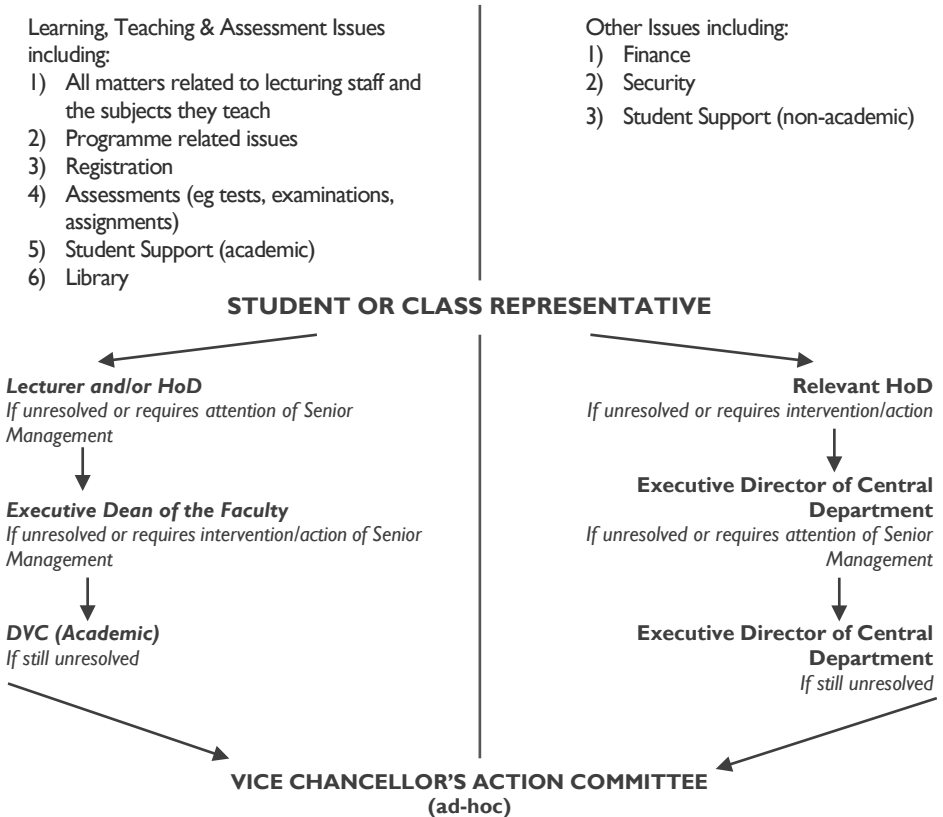 Learning, Teaching & Assessment Issues
including:
1) All matters related to lecturing staff and
the subjects they teach
2) Programme related issues
3) Registration
4) Assessments (eg tests, examinations,
assignments)
5) Student Support (academic)
6) Library
Other Issues including:
1) Finance
2) Security
3) Student Support (non-academic)
STUDENT OR CLASS REPRESENTATIVE
Lecturer and/or HoD
If unresolved or requires attention of Senior
Management
Executive Dean of the Faculty
If unresolved or requires intervention/action of Senior
Management
DVC (Academic)
If still unresolved
Relevant HoD
If unresolved or requires intervention/action
Executive Director of Central
Department
If unresolved or requires attention of Senior
Management
Executive Director of Central
Department
If still unresolved
VICE CHANCELLOR'S ACTION COMMITTEE
(ad-hoc)